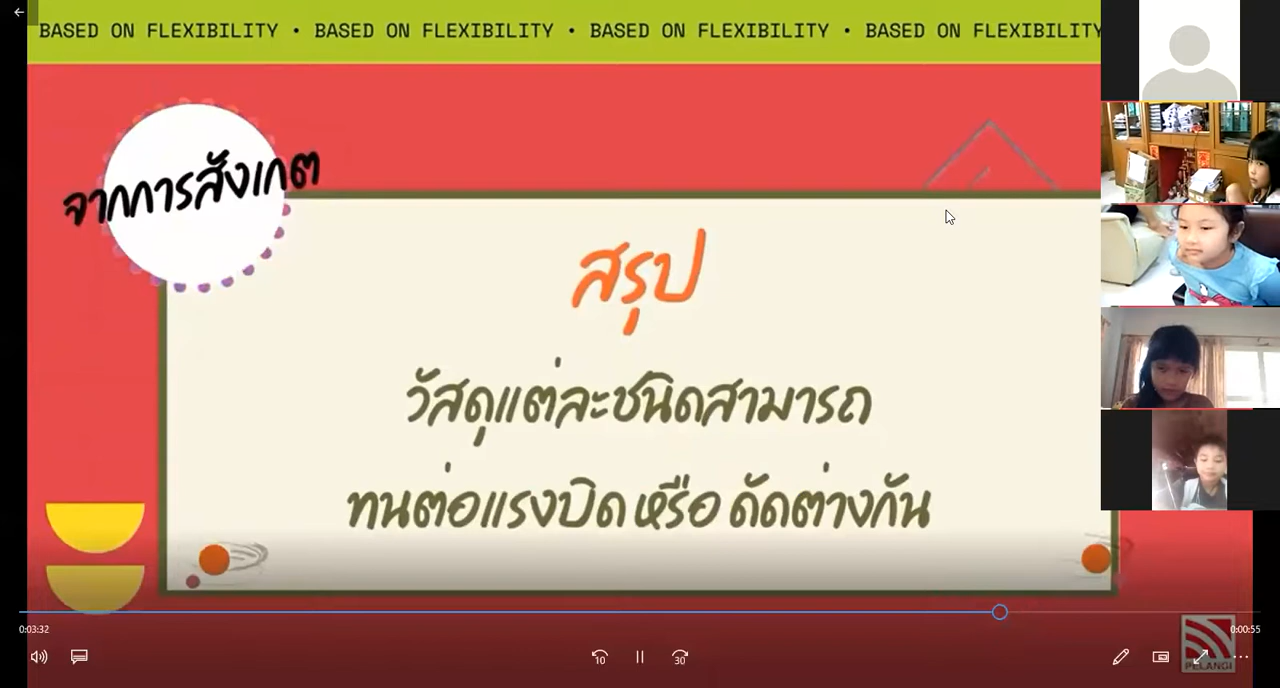 BASED ON FLEXIBILITY • BASED ON FLEXIBILITY • BASED ON FLEXIBILITY • BASED ON FLEXIBILITY
จากการสังเกต
สรุป
วัสดุแต่ละชนิดสามารถ
ทนต่อแรงบิด หรือ ดัดต่างกัน
0:03:32
0:00:55
10
30
PELANGI